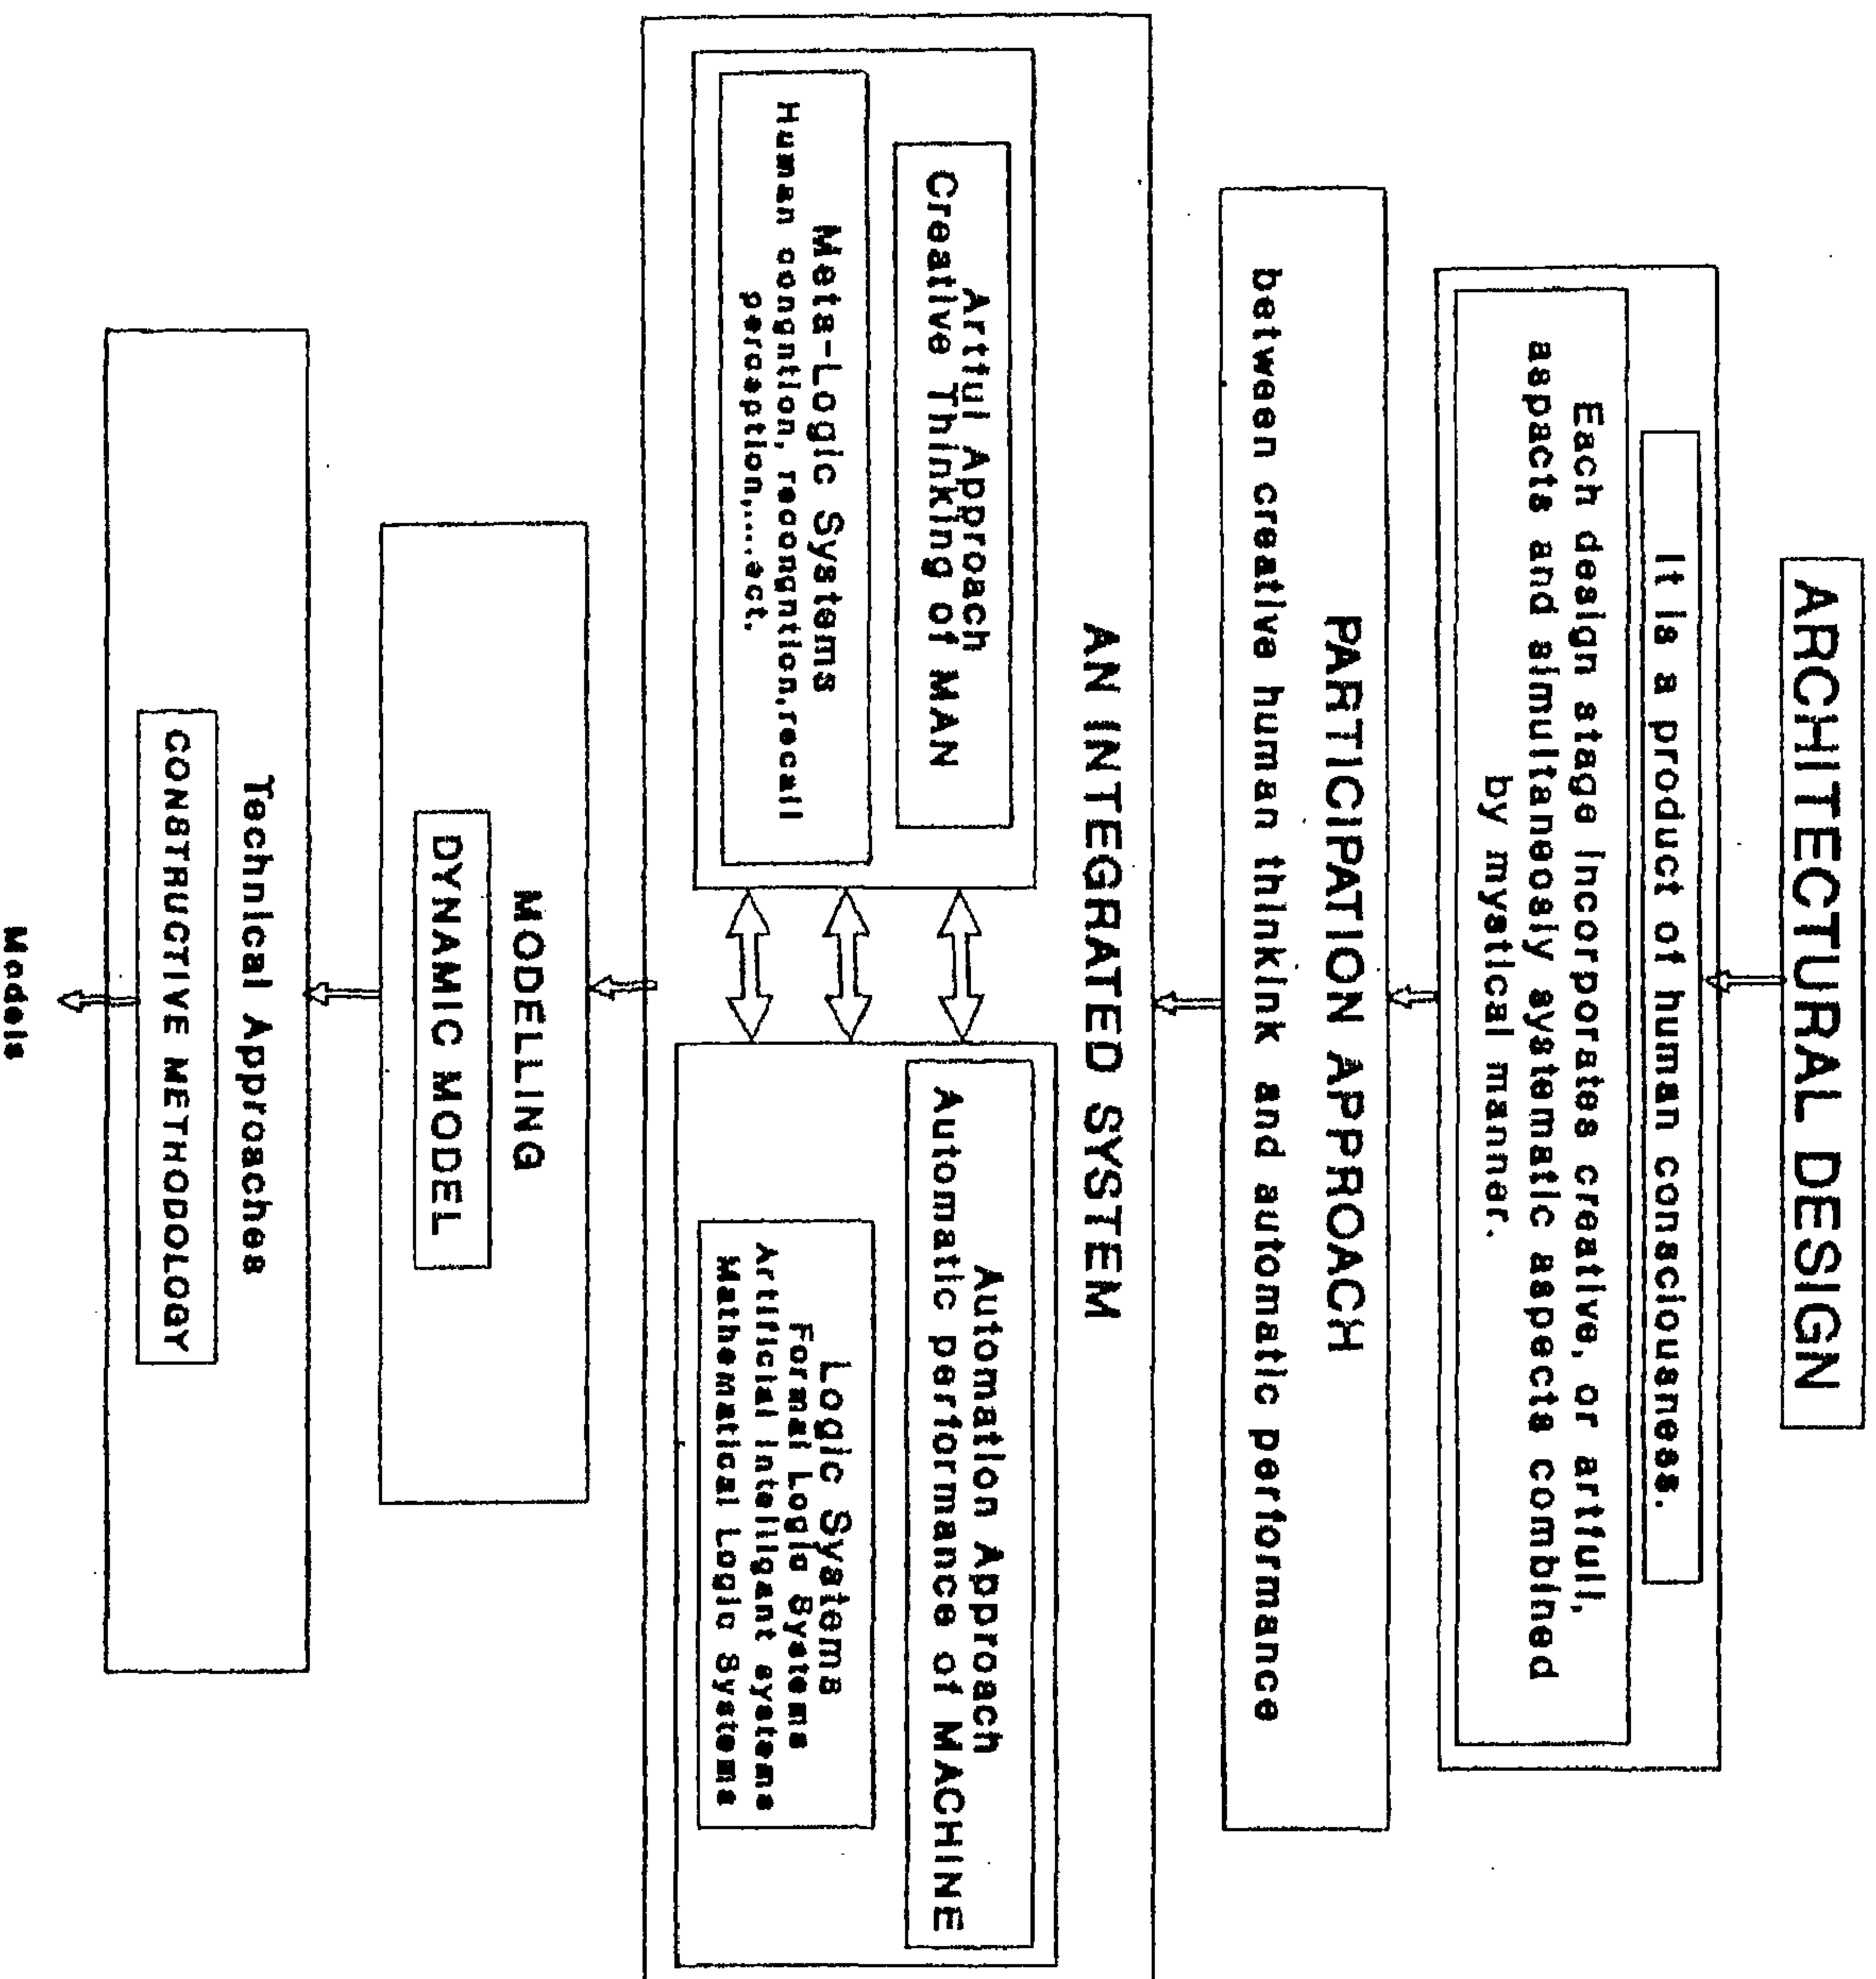 ARCHITECTURAL DESIGN
It is a product of human consciousness.
Each design stage incorporates creative, or artfull,
aspects and simultaneosly systematic aspects combined
by mystical manner.
PARTICIPATION APPROACH
between creative human thinkink and automatic performance
AN INTEGRATED SYSTEM
Artful Approach
Creative Thinking of MAN
Meta-Logic Systems
Human congntion, recongntion,recall
perception,....ect.
Automation Approach
Automatic performance of MACHINE
Logic Systems
Formal Logic Systems
Artificial Intelligant systems
Mathematical Logic Systems
MODELLING
DYNAMIC MODEL
Technical Approaches
CONSTRUCTIVE METHODOLOGY
Models